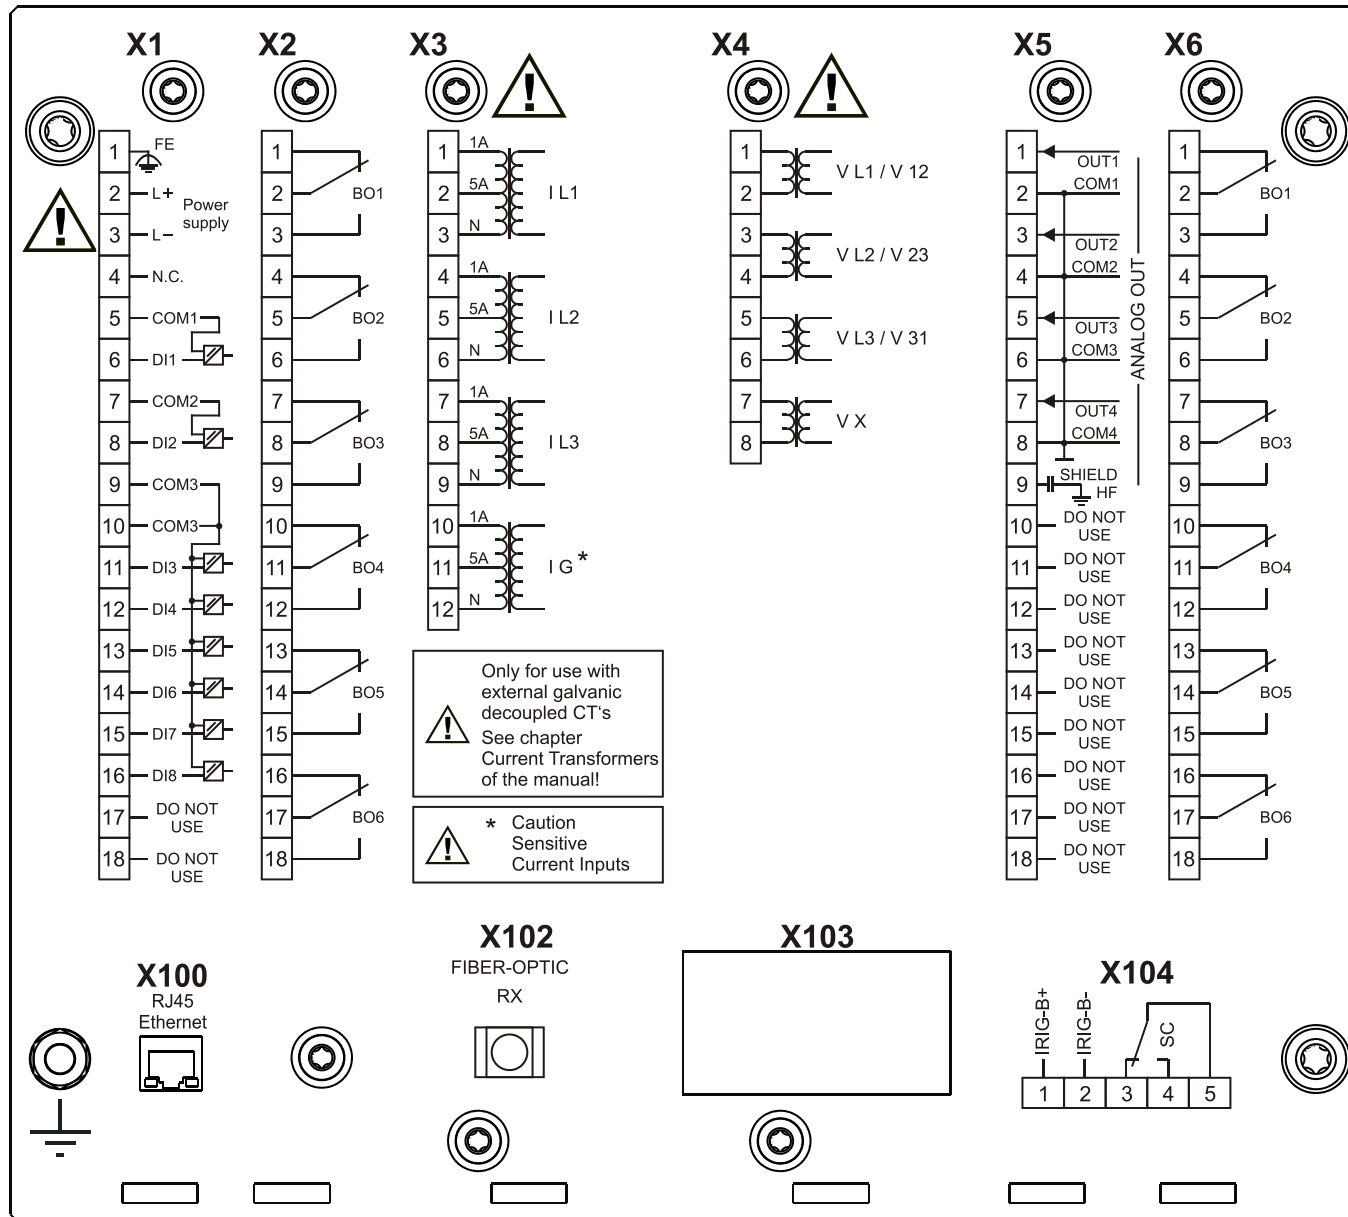 X1
1 FE
2 L+ Power
supply
3 L–
4 N.C.
5 COM1
6 DI1
7 COM2
8 DI2
9 COM3
10 COM3
11 DI3
12 DI4
13 DI5
14 DI6
15 DI7
16 DI8
17 DO NOT
USE
18 DO NOT
USE
X2
1
2 BO1
3
4
5 BO2
6
7
8 BO3
9
10
11 BO4
12
13
14 BO5
15
16
17 BO6
18
X3
!
1 1A
2 5A I L1
3 N
4 1A
5 5A I L2
6 N
7 1A
8 5A I L3
9 N
10 1A
11 5A I G *
12 N
!
Only for use with
external galvanic
decoupled CT‘s
See chapter
Current Transformers
of the manual!
!
* Caution
Sensitive
Current Inputs
X4
!
1
V L1 / V 12
2
3
V L2 / V 23
4
5
V L3 / V 31
6
7
V X
8
X5
1 OUT1
2 COM1
3 OUT2
4 COM2
5 OUT3
6 COM3
7 OUT4
8 COM4
9 SHIELD
HF
ANALOG OUT
10 DO NOT
USE
11 DO NOT
USE
12 DO NOT
USE
13 DO NOT
USE
14 DO NOT
USE
15 DO NOT
USE
16 DO NOT
USE
17 DO NOT
USE
18 DO NOT
USE
X6
1
2 BO1
3
4
5 BO2
6
7
8 BO3
9
10
11 BO4
12
13
14 BO5
15
16
17 BO6
18
!
X100
RJ45
Ethernet
X102
FIBER-OPTIC
RX
X103
X104
IRIG-B+
IRIG-B-
SC
1 2 3 4 5